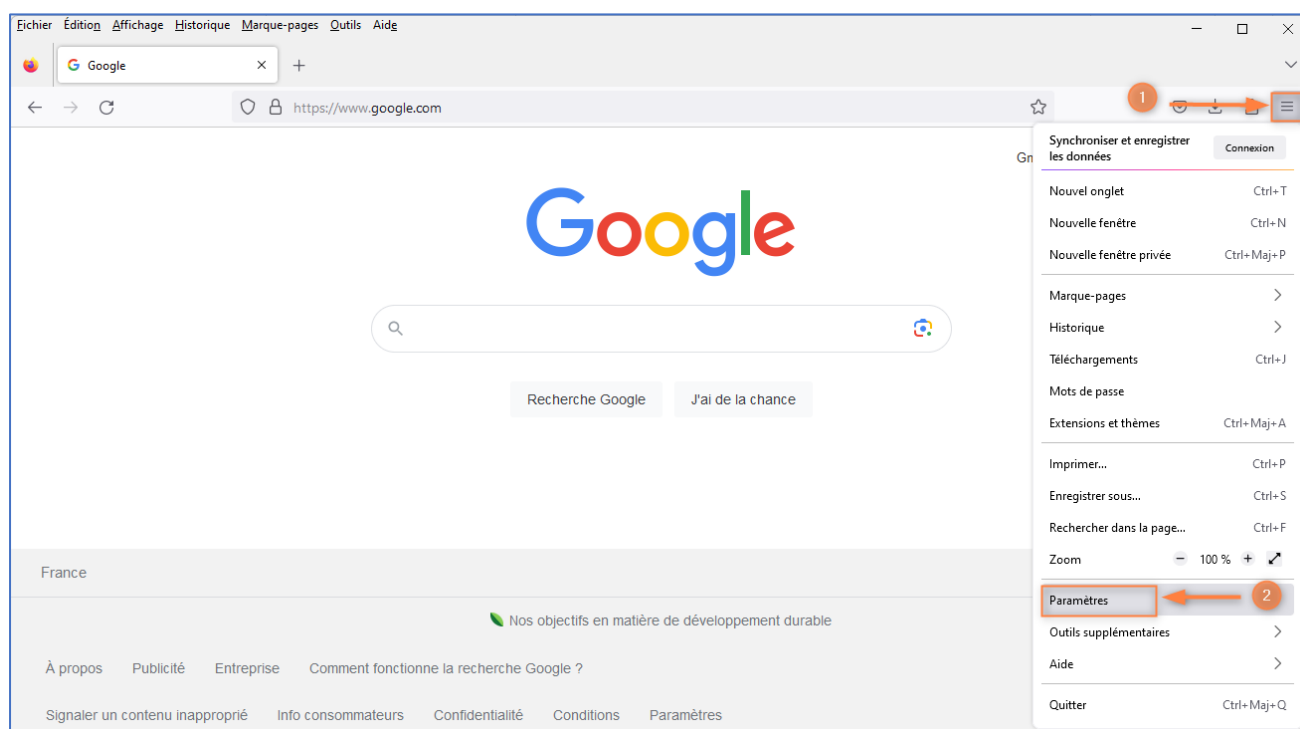 Fichier Édition Affichage Historique Marque-pages Outils Aide
Google
https://www.google.com
1
Synchroniser et enregistrer les données
Connexion
Gm
Nouvel onglet Ctrl+T
Nouvelle fenêtre Ctrl+N
Nouvelle fenêtre privée Ctrl+Maj+P
Marque-pages
Historique
Téléchargements Ctrl+J
Mots de passe
Extensions et thèmes Ctrl+Maj+A
Imprimer... Ctrl+P
Enregistrer sous... Ctrl+S
Rechercher dans la page... Ctrl+F
Zoom 100 %
Paramètres 2
Outils supplémentaires
Aide
Quitter Ctrl+Maj+Q
Google
Recherche Google J'ai de la chance
France
Nos objectifs en matière de développement durable
À propos Publicité Entreprise Comment fonctionne la recherche Google ?
Signaler un contenu inapproprié Info consommateurs Confidentialité Conditions Paramètres